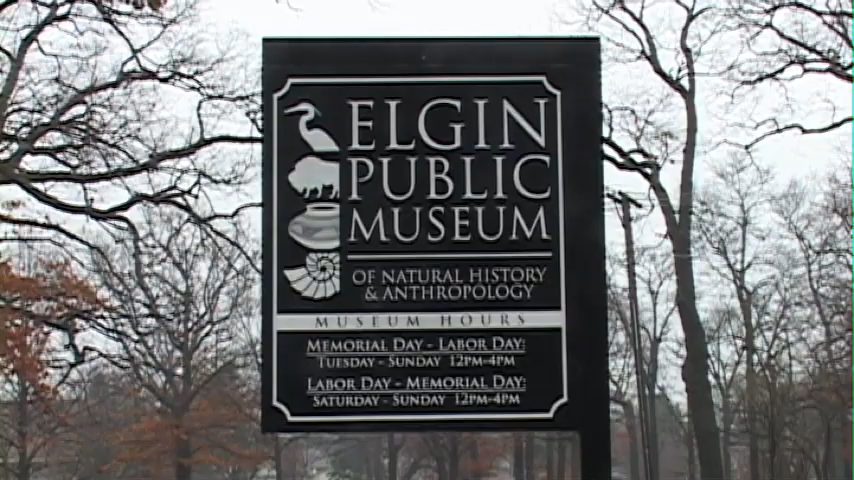 ELGIN
PUBLIC
MUSEUM
OF NATURAL HISTORY
& ANTHROPOLOGY
MUSEUM HOURS
MEMORIAL DAY - LABOR DAY:
TUESDAY - SUNDAY 12PM-4PM
LABOR DAY - MEMORIAL DAY:
SATURDAY - SUNDAY 12PM-4PM